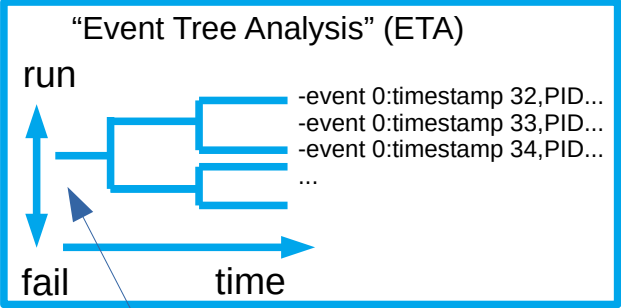 “Event Tree Analysis” (ETA)
run
-event 0:timestamp 32,PID...
-event 0:timestamp 33,PID...
-event 0:timestamp 34,PID...
...
fail
time